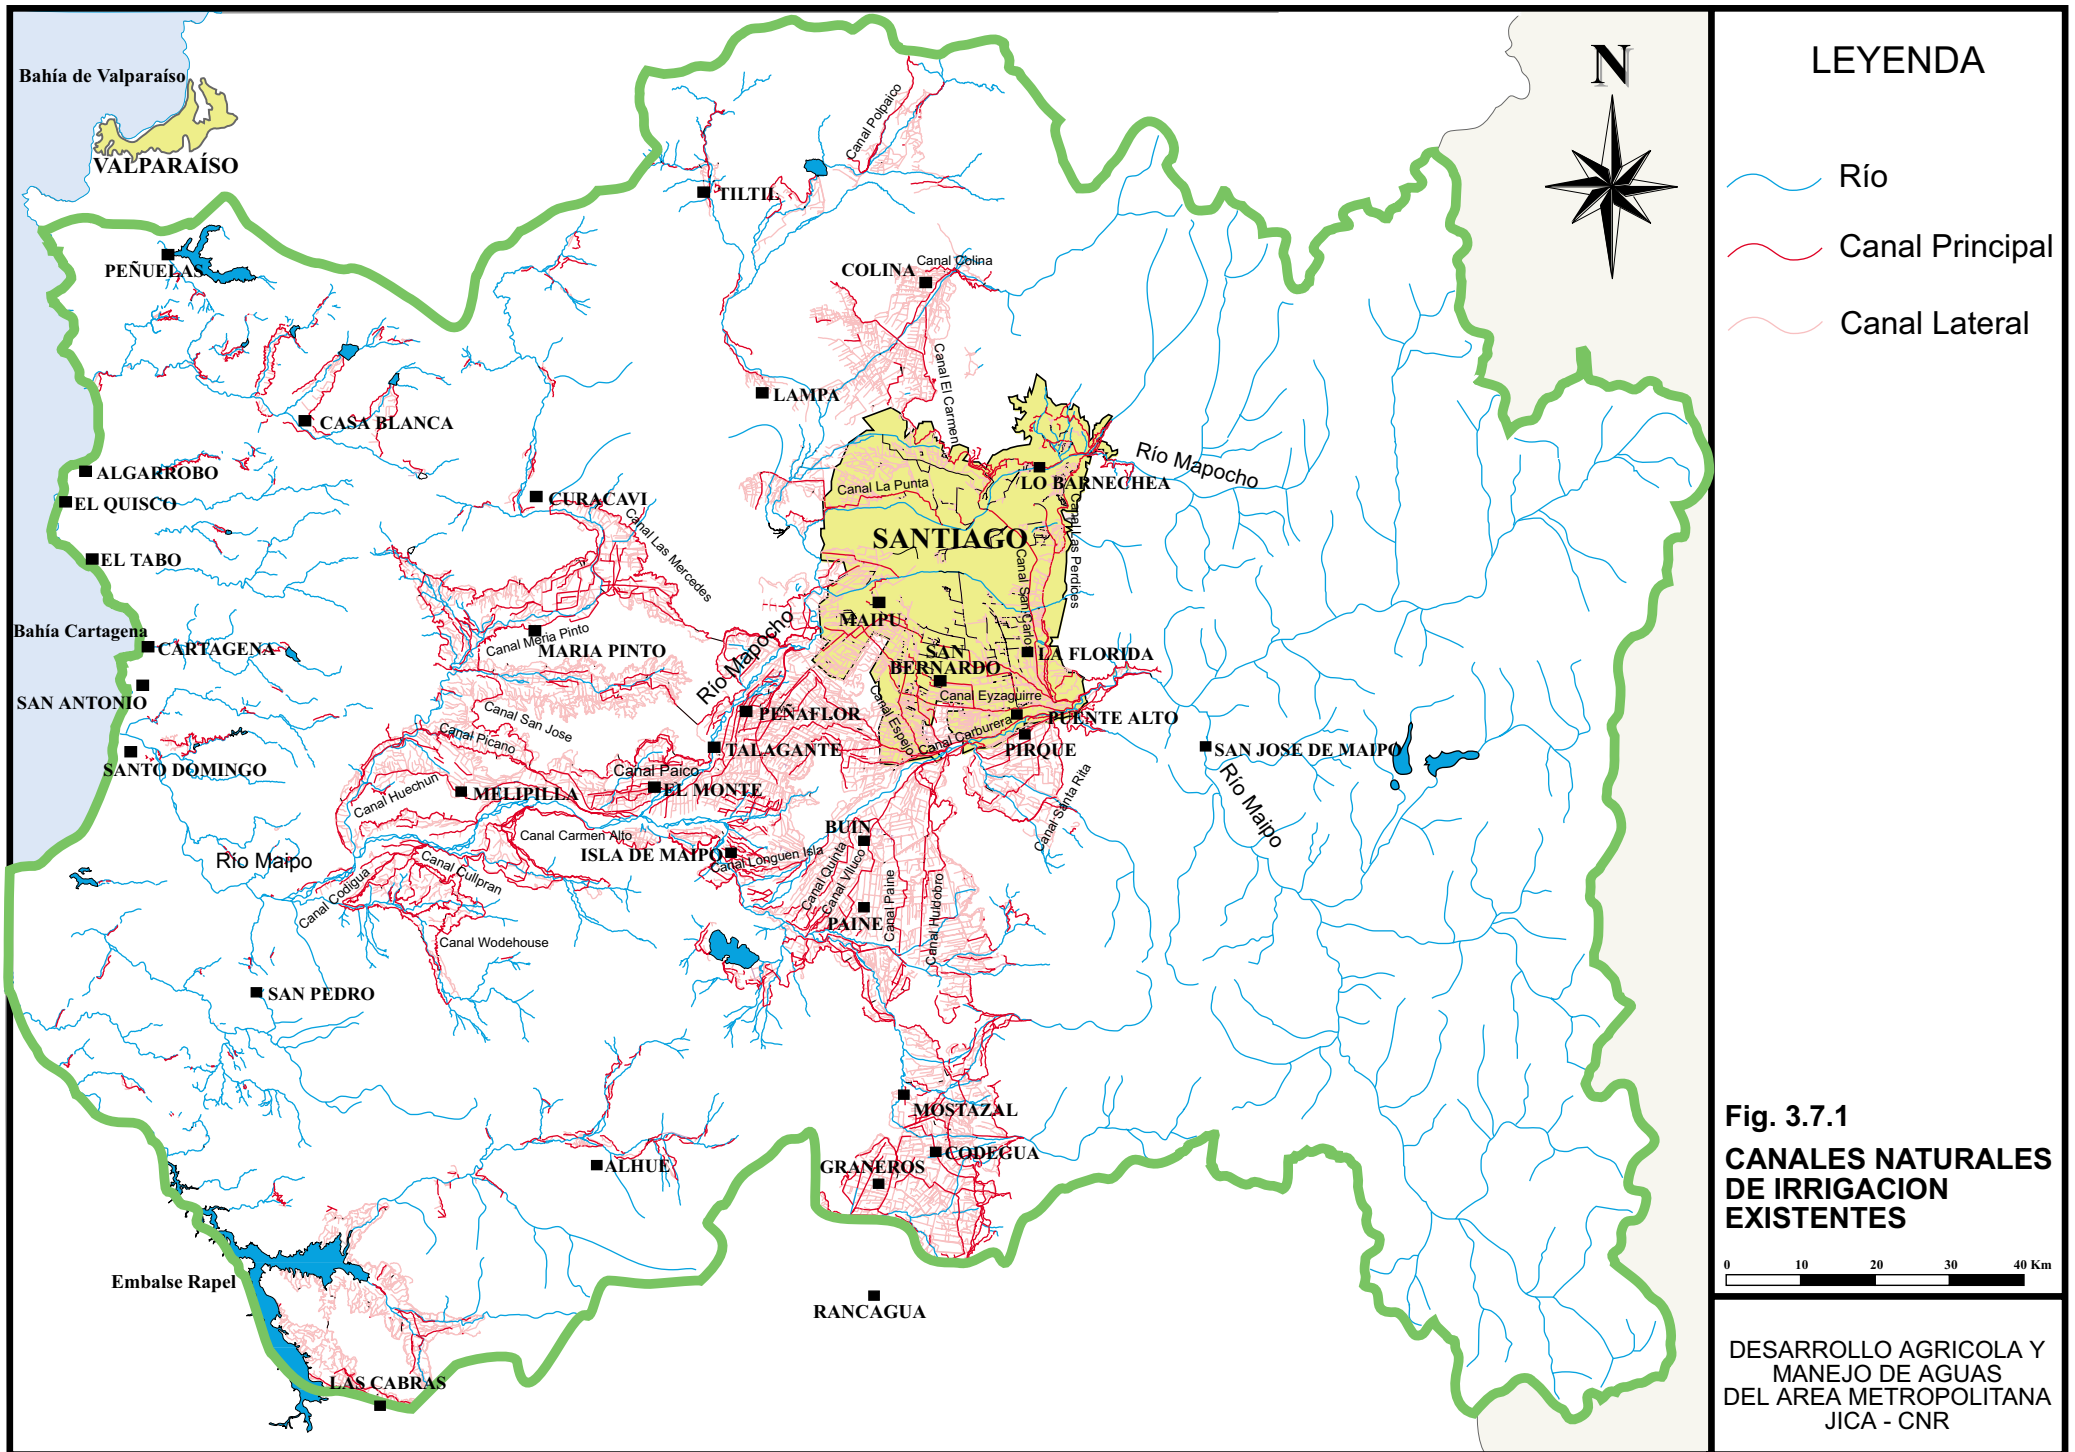 Bahía de Valparaíso
VALPARAÍSO
PEÑUELAS
TILTIL
Canal Polpaico
COLINA
Canal Colina
Canal El Carmen
LAMPA
CASA BLANCA
ALGARROBO
EL QUISCO
EL TABO
CURACAVI
Canal Las Mercedes
Canal La Punta
LO BARNECHEA
Río Mapocho
SANTIAGO
Canal San Carlo
Canal Las Perdides
MAIPU
Bahía Cartagena
CARTAGENA
SAN ANTONIO
SANTO DOMINGO
Canal Meria Pinto
MARIA PINTO
Río Mapocho
SAN
BERNARDO
LA FLORIDA
Canal Eyzaguirre
Canal Espejo
Canal Carburera
PUENTE ALTO
PIRQUE
PEÑAFLOR
TALAGANTE
Canal San Jose
Canal Picano
Canal Paico
EL MONTE
Canal Huechun
MELIPILLA
SAN JOSE DE MAIPO
Río Maipo
Canal Santa Rita
BUIN
Canal Carmen Alto
ISLA DE MAIPO
Canal Longuen Isla
Canal Quinta
Canal Viluco
Canal Paine
Canal Huidobro
PAINE
Río Maipo
Canal Cullpran
Canal Codigua
Canal Wodehouse
SAN PEDRO
MOSTAZAL
CODEGUA
GRANEROS
ALHUE
Embalse Rapel
RANCAGUA
LAS CABRAS
N
LEYENDA
Río
Canal Principal
Canal Lateral
Fig. 3.7.1
CANALES NATURALES
DE IRRIGACION
EXISTENTES
0 10 20 30 40 Km
DESARROLLO AGRICOLA Y
MANEJO DE AGUAS
DEL AREA METROPOLITANA
JICA - CNR